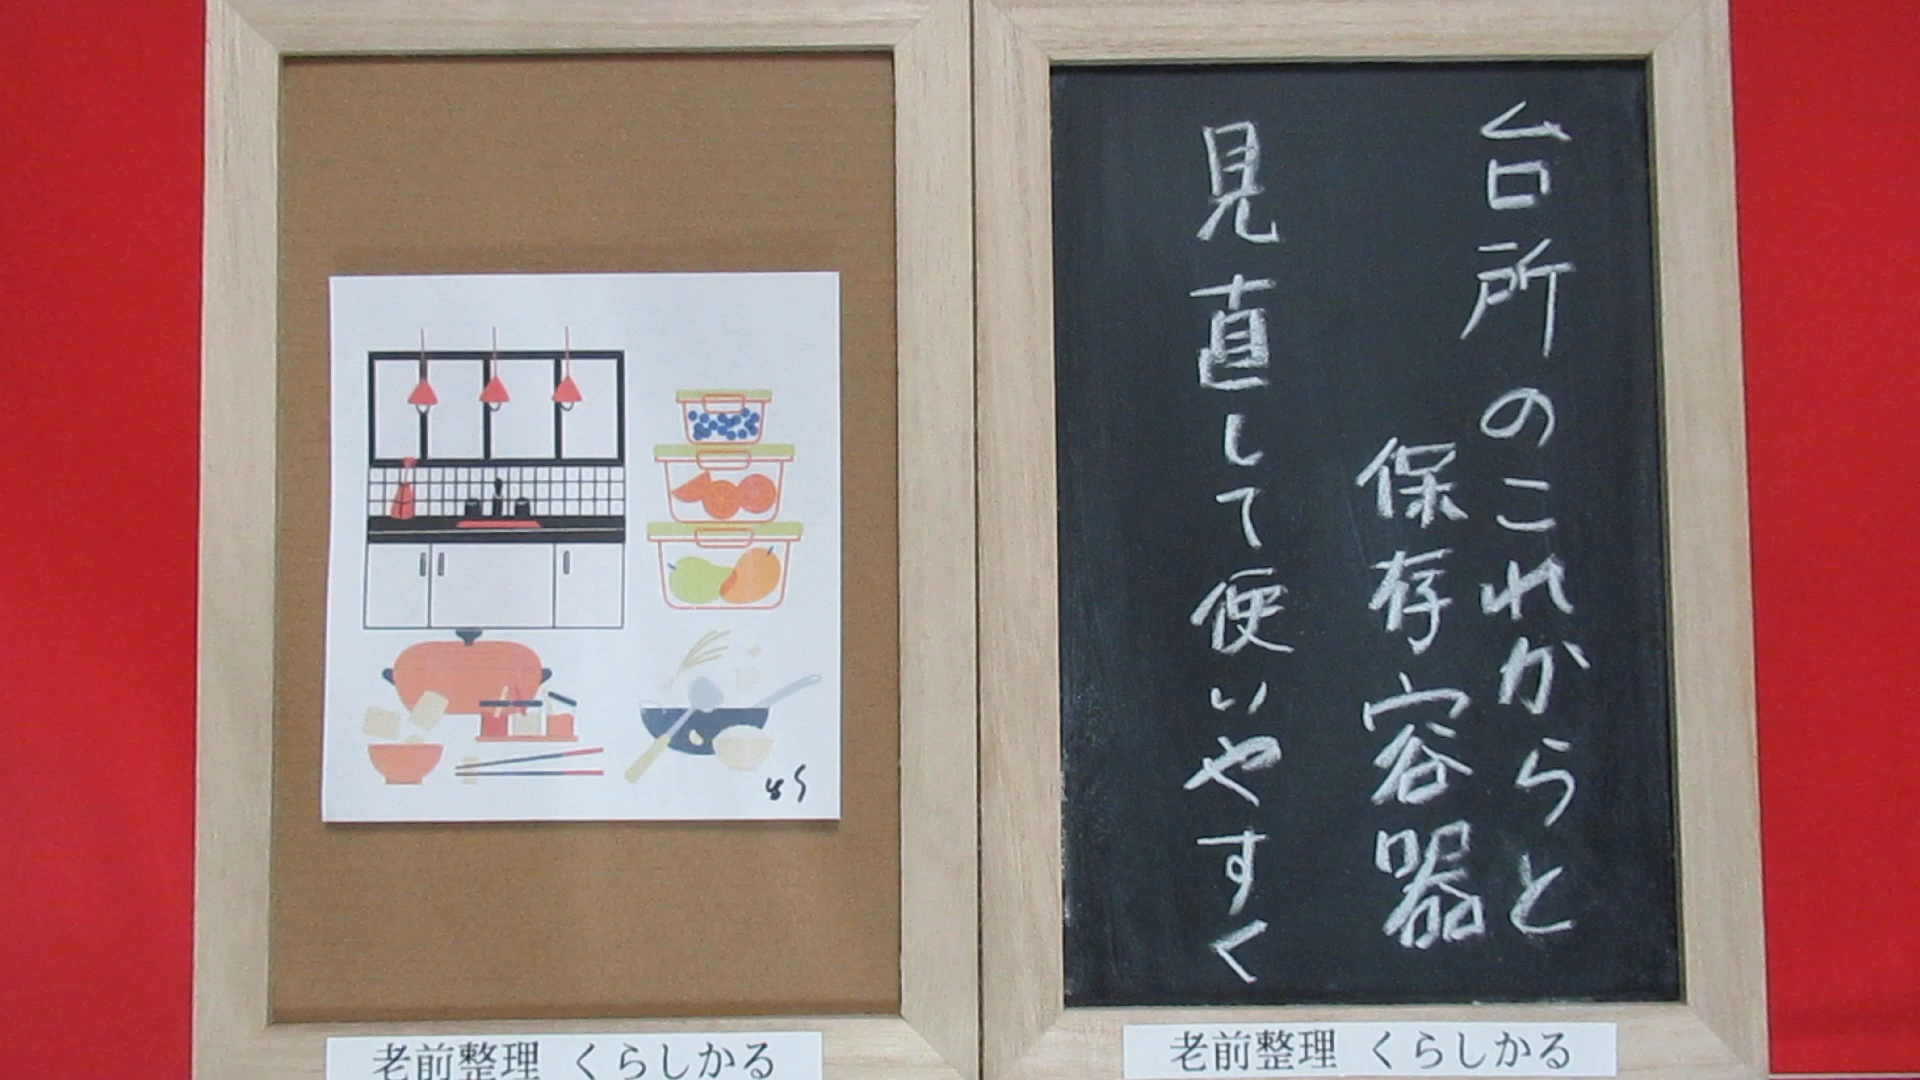 台所のこれからと
保存容器
見直して使いやすく
老前整理 くらしかる
老前整理 くらしかる